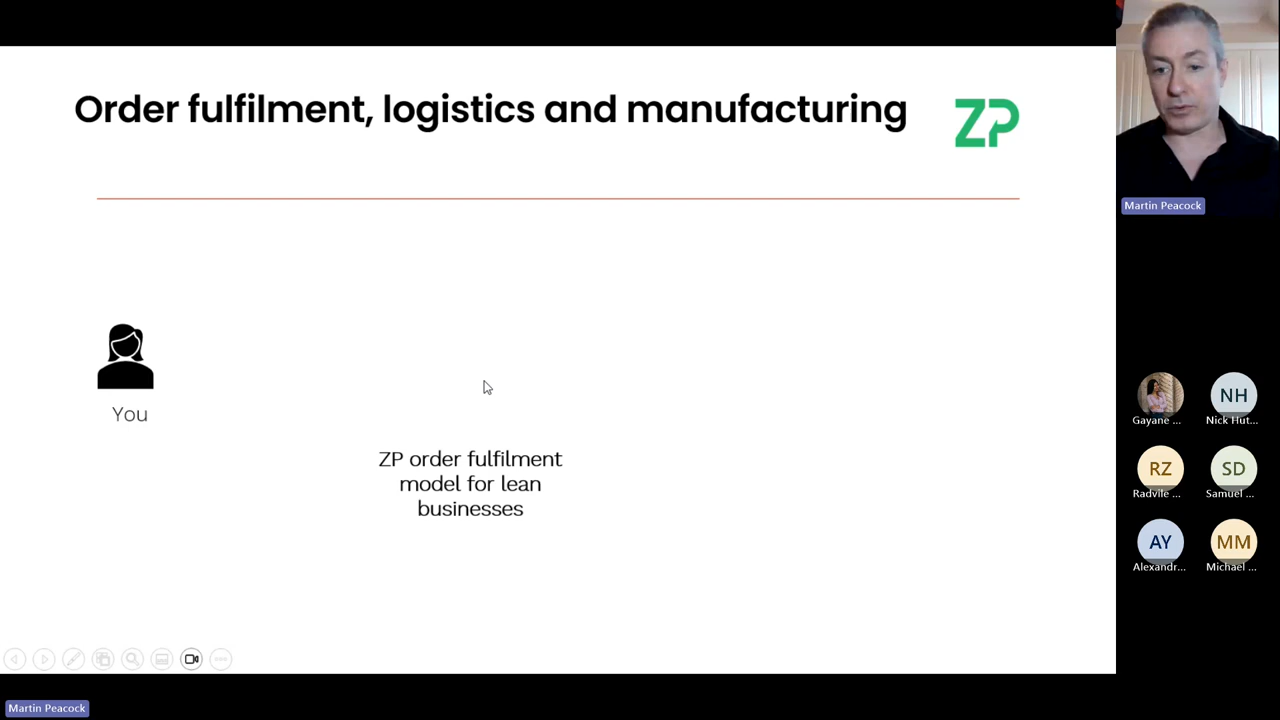 Order fulfilment, logistics and manufacturing
ZP
You
ZP order fulfilment
model for lean
businesses
Martin Peacock
Martin Peacock
Gayane ...
NH
Nick Hut...
RZ
Radvile ...
SD
Samuel ...
AY
Alexandr...
MM
Michael ...